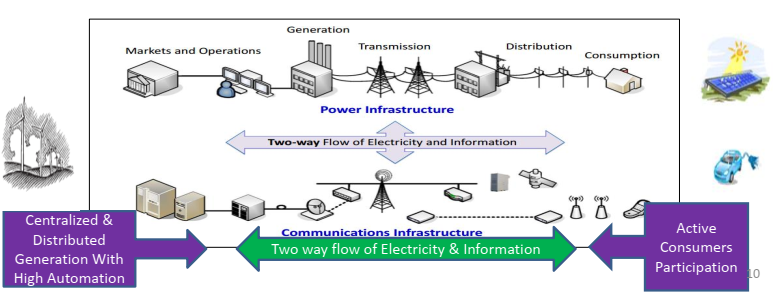 Generation
Markets and Operations
Transmission
Distribution
Consumption
Power Infrastructure
Two-way Flow of Electricity and Information
Communications Infrastructure
Centralized &
Distributed
Generation With
High Automation
Two way flow of Electricity & Information
Active
Consumers
Participation
10